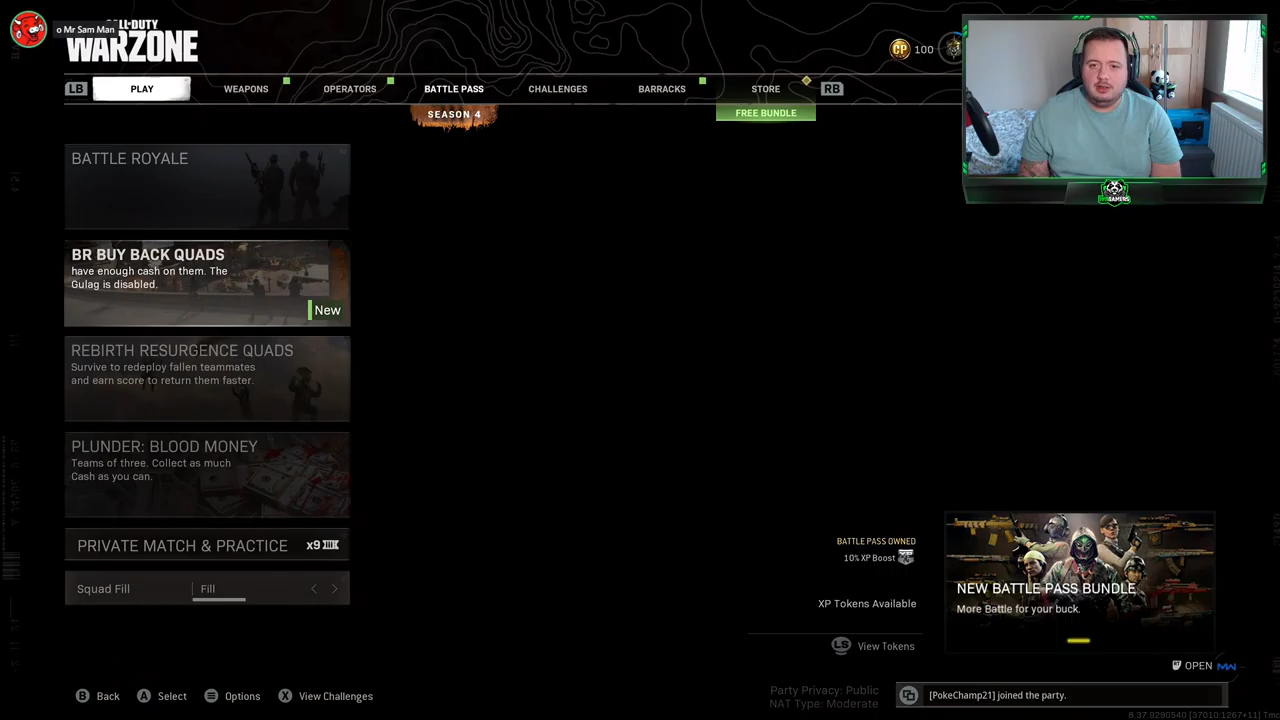 o Mr Sam Man
CALL OF DUTY
WARZONE
CP 100
LB
PLAY
WEAPONS
OPERATORS
BATTLE PASS
CHALLENGES
BARRACKS
STORE
RB
SEASON 4
FREE BUNDLE
BATTLE ROYALE
BR BUY BACK QUADS
have enough cash on them. The
Gulag is disabled.
New
REBIRTH RESURGENCE QUADS
Survive to redeploy fallen teammates
and earn score to return them faster.
PLUNDER: BLOOD MONEY
Teams of three. Collect as much
Cash as you can.
PRIVATE MATCH & PRACTICE x9
Squad Fill
Fill
BATTLE PASS OWNED
10% XP Boost
XP Tokens Available
LS View Tokens
NEW BATTLE PASS BUNDLE
More Battle for your buck.
OPEN MW
B Back
A Select
Options
X View Challenges
Party Privacy: Public
NAT Type: Moderate
[PokeChamp21] joined the party.